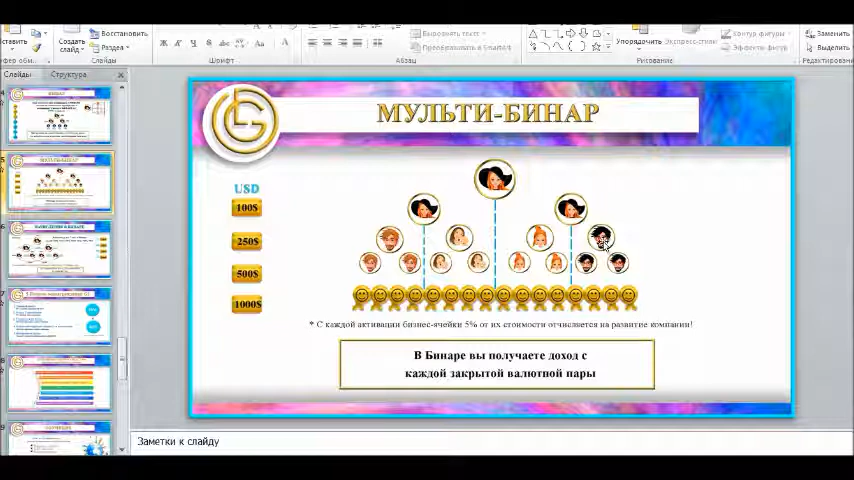 Восстановить
Создать
слайд
Раздел
Слайды
Шрифт
Абзац
Выровнять текст
Преобразовать в SmartArt
Упорядочить
Экспресс-стили
Контур фигуры
Эффекты фигур
Рисование
Заменить
Выделить
Редактирование
Слайды
Структура
МУЛЬТИ-БИНАР
USD
100$
250$
500$
1000$
* С каждой активации бизнес-ячейки 5% от их стоимости отчисляется на развитие компании!
В Бинаре вы получаете доход с
каждой закрытой валютной пары
Заметки к слайду